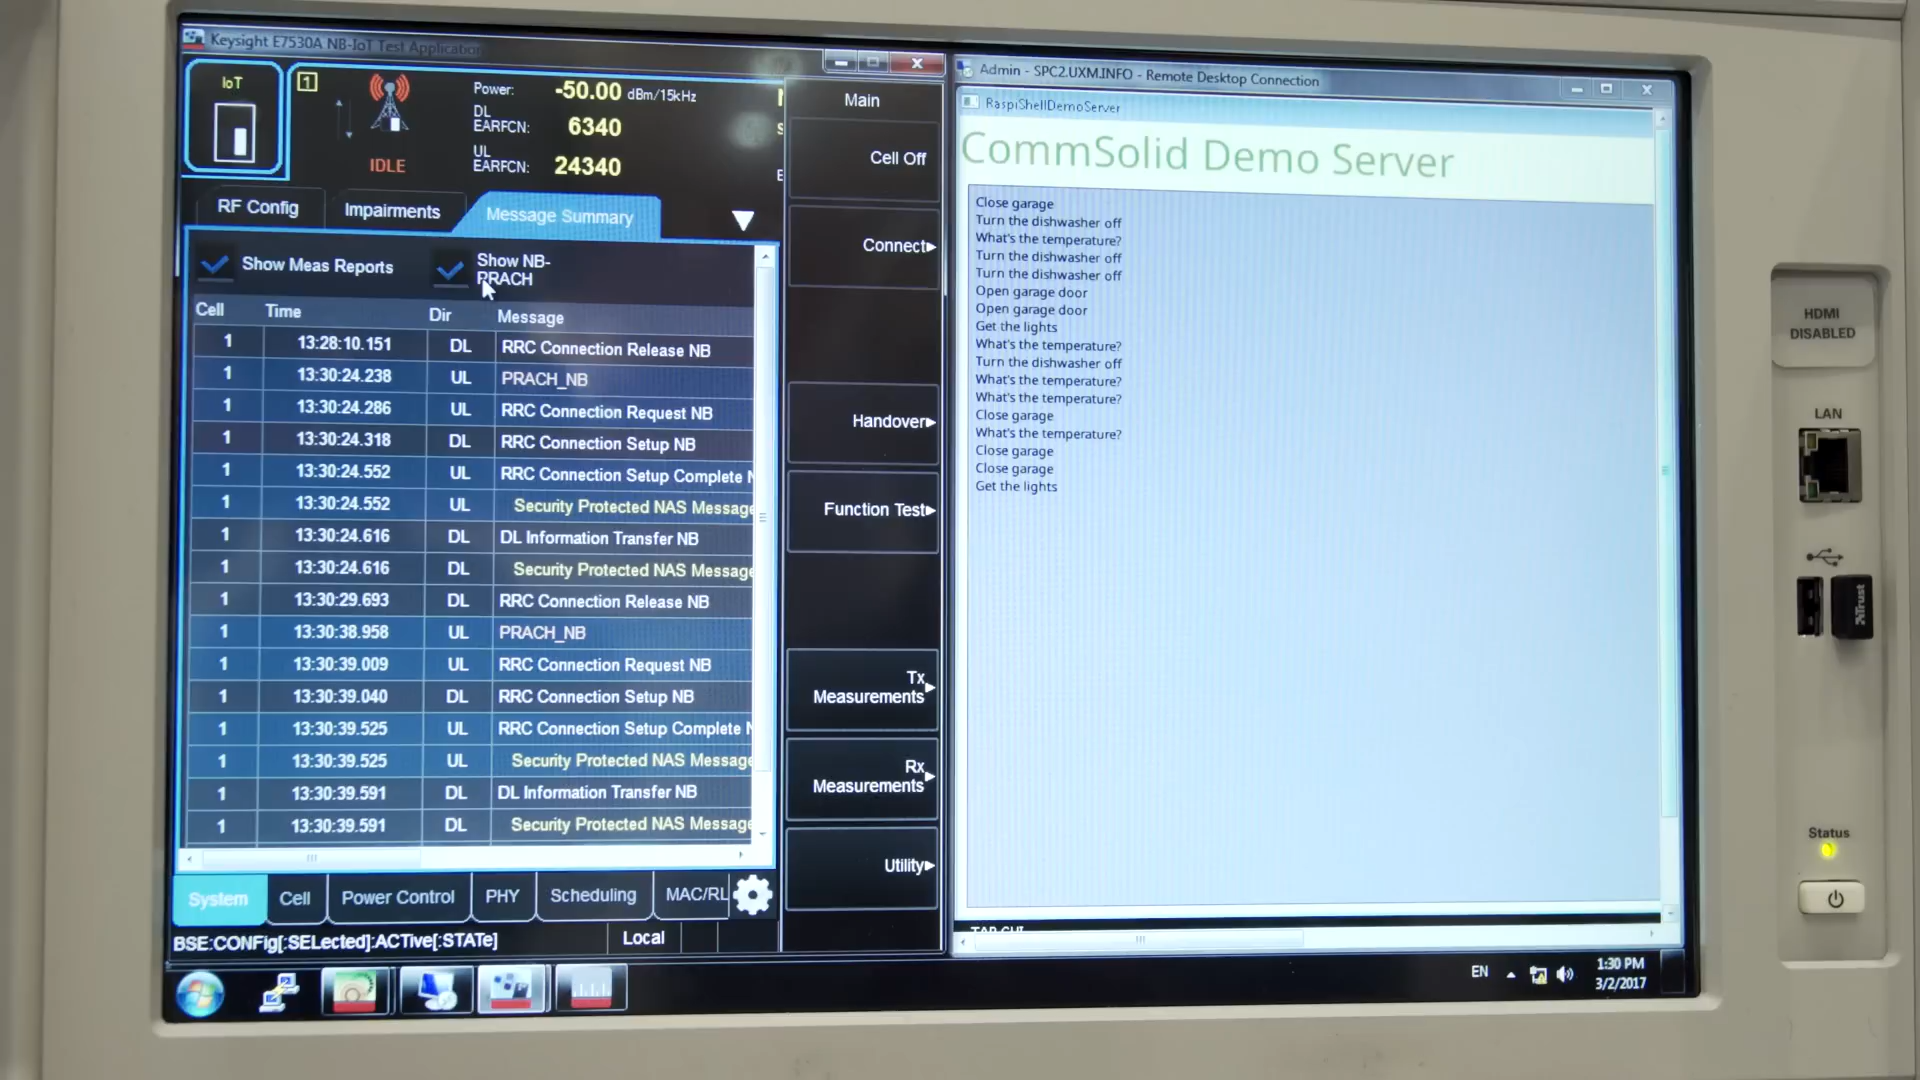 Keysight E7530A NB-IoT Test Application
IoT
1
IDLE
Power: -50.00 dBm/15kHz
DL EARFCN: 6340
UL EARFCN: 24340
RF Config
Impairments
Message Summary
Show Meas Reports
Show NB-PRACH
Cell Time Dir Message
1 13:28:10.151 DL RRC Connection Release NB
1 13:30:24.238 UL PRACH_NB
1 13:30:24.286 UL RRC Connection Request NB
1 13:30:24.318 DL RRC Connection Setup NB
1 13:30:24.552 UL RRC Connection Setup Complete N
1 13:30:24.552 UL Security Protected NAS Message
1 13:30:24.616 DL DL Information Transfer NB
1 13:30:24.616 DL Security Protected NAS Message
1 13:30:29.693 DL RRC Connection Release NB
1 13:30:38.958 UL PRACH_NB
1 13:30:39.009 UL RRC Connection Request NB
1 13:30:39.040 DL RRC Connection Setup NB
1 13:30:39.525 UL RRC Connection Setup Complete N
1 13:30:39.525 UL Security Protected NAS Message
1 13:30:39.591 DL DL Information Transfer NB
1 13:30:39.591 DL Security Protected NAS Message
System
Cell
Power Control
PHY
Scheduling
MAC/RL
BSE:CONFig[:SELected]:ACTive[:STATe]
Local
Main
Cell Off
Connect
Handover
Function Test
Tx Measurements
Rx Measurements
Utility
Admin - SPC2.UXM.INFO - Remote Desktop Connection
RaspiShellDemoServer
CommSolid Demo Server
Close garage
Turn the dishwasher off
What's the temperature?
Turn the dishwasher off
Turn the dishwasher off
Open garage door
Open garage door
Get the lights
What's the temperature?
Turn the dishwasher off
What's the temperature?
What's the temperature?
Close garage
What's the temperature?
Close garage
Close garage
Get the lights
EN
1:30 PM
3/2/2017
HDMI
DISABLED
LAN
Trust
Status